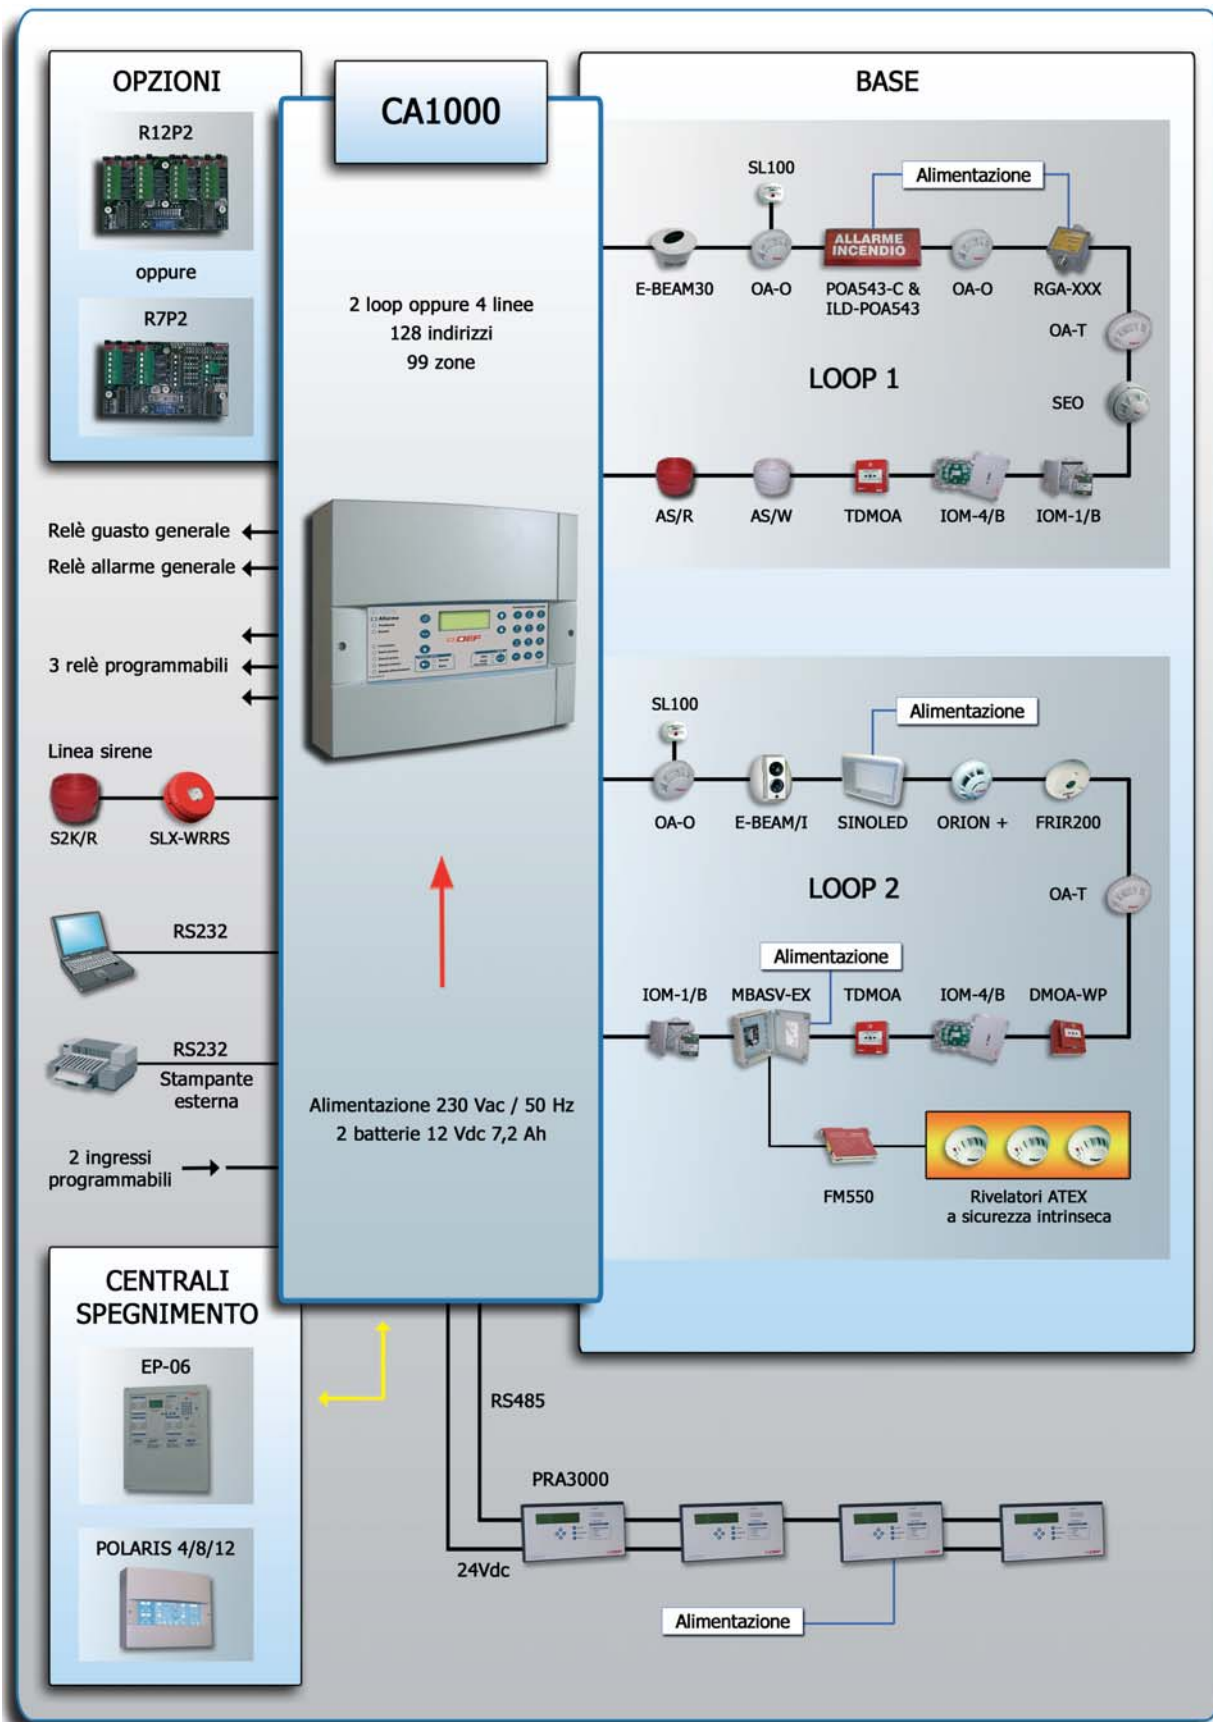 OPZIONI
R12P2
oppure
R7P2
CA1000
2 loop oppure 4 linee
128 indirizzi
99 zone
BASE
SL100
Alimentazione
ALLARME
INCENDIO
E-BEAM30
OA-O
POA543-C &
ILD-POA543
OA-O
RGA-XXX
OA-T
LOOP 1
SEO
AS/R
AS/W
TDMOA
IOM-4/B
IOM-1/B
Relè guasto generale
Relè allarme generale
3 relè programmabili
Linea sirene
S2K/R
SLX-WRRS
RS232
RS232
Stampante
esterna
2 ingressi
programmabili
Allarme
DEF
Alimentazione 230 Vac / 50 Hz
2 batterie 12 Vdc 7,2 Ah
SL100
Alimentazione
OA-O
E-BEAM/I
SINOLED
ORION +
FRIR200
LOOP 2
OA-T
Alimentazione
IOM-1/B
MBASV-EX
TDMOA
IOM-4/B
DMOA-WP
FM550
Rivelatori ATEX
a sicurezza intrinseca
CENTRALI
SPEGNIMENTO
EP-06
POLARIS 4/8/12
RS485
PRA3000
24Vdc
Alimentazione